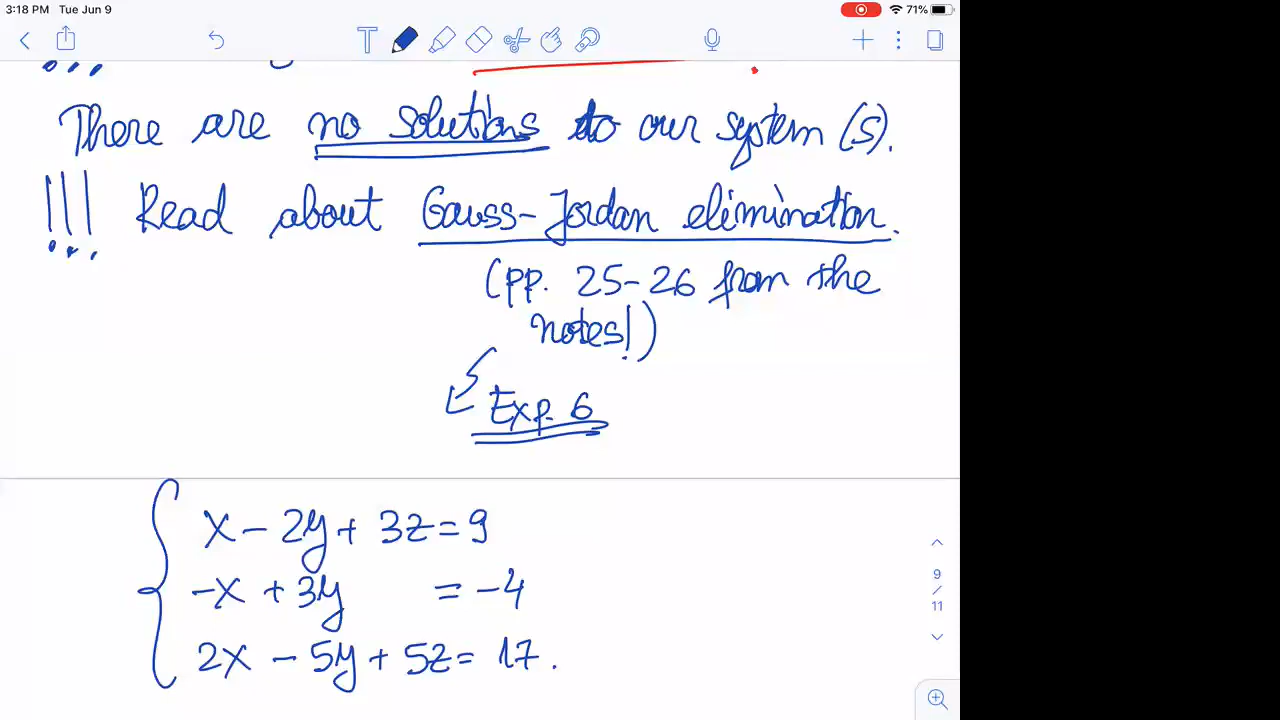 3:18 PM Tue Jun 9 71%
There are no solutions to our system (s).
!!! Read about Gauss-Jordan elimination.
(pp. 25-26 from the
notes!)
Exp. 6
x - 2y + 3z = 9
-x + 3y = -4
2x - 5y + 5z = 17.
9
/
11